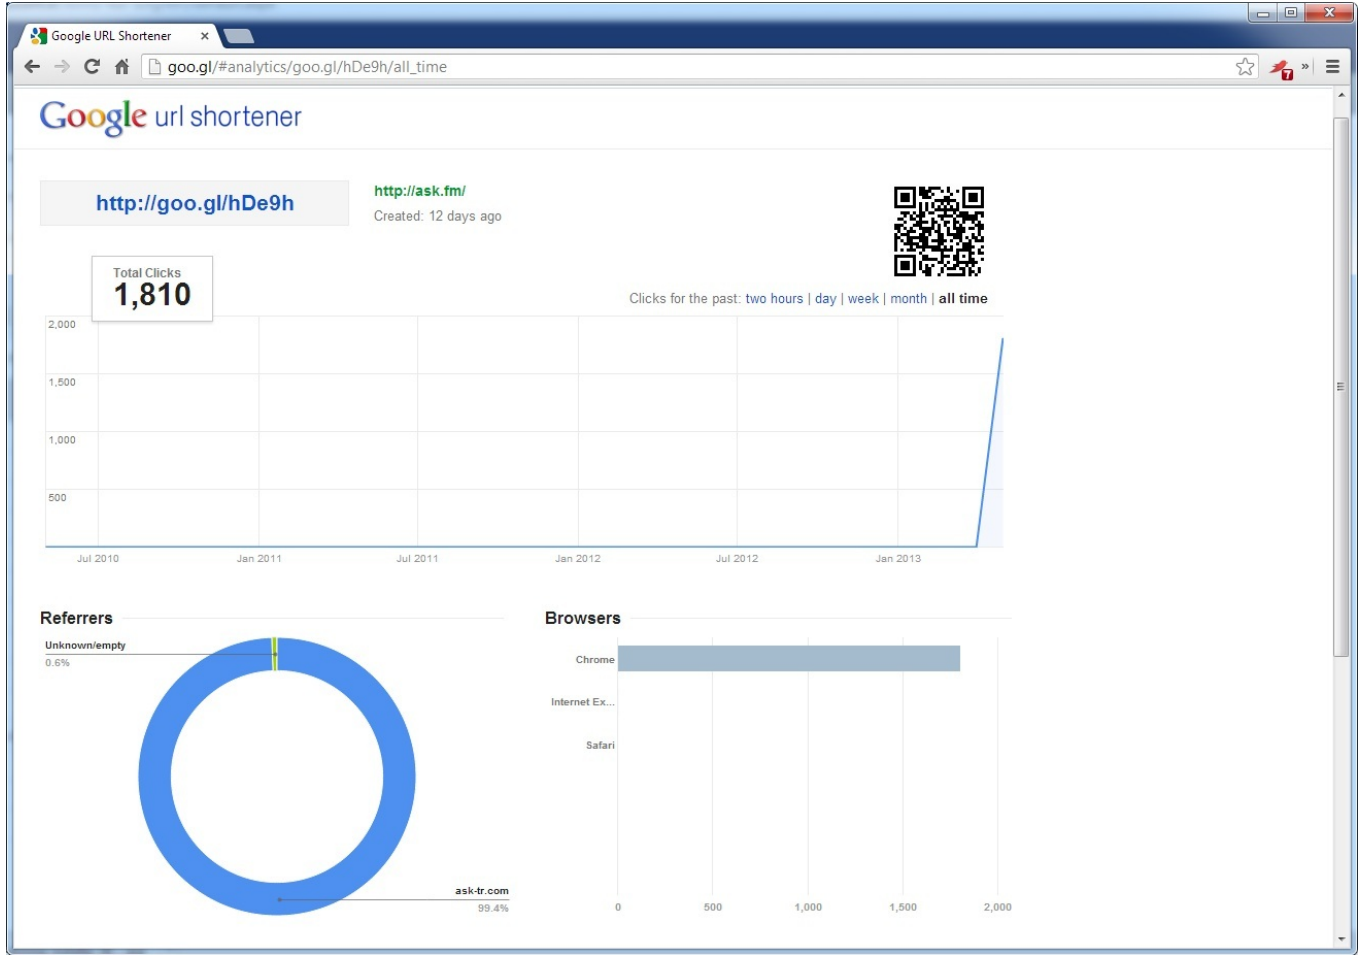 Google URL Shortener
goo.gl/#analytics/goo.gl/hDe9h/all_time
7
»
Google url shortener
http://goo.gl/hDe9h
http://ask.fm/
Created: 12 days ago
Total Clicks
1,810
Clicks for the past: two hours | day | week | month | all time
2,000
1,500
1,000
500
Jul 2010 Jan 2011 Jul 2011 Jan 2012 Jul 2012 Jan 2013
Referrers
Unknown/empty
0.6%
ask-tr.com
99.4%
Browsers
Chrome
Internet Ex...
Safari
0 500 1,000 1,500 2,000